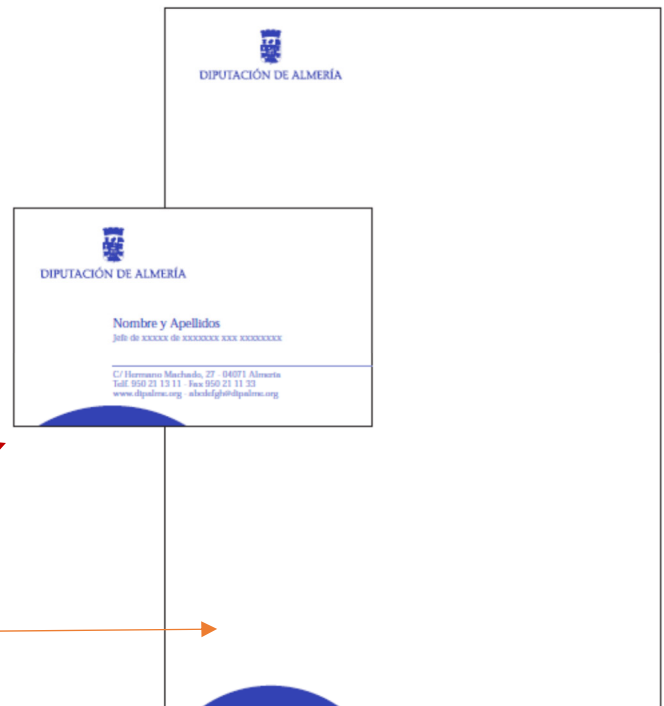 DIPUTACIÓN DE ALMERÍA
DIPUTACIÓN DE ALMERÍA
Nombre y Apellidos
Jefe de xxxxx de xxxxxxx xxx xxxxxxxx
C/ Hermano Machado, 27 - 04071 Almería
Telf. 950 21 13 11 - Fax 950 21 11 33
www.dipalme.org - abcdefgh@dipalme.org